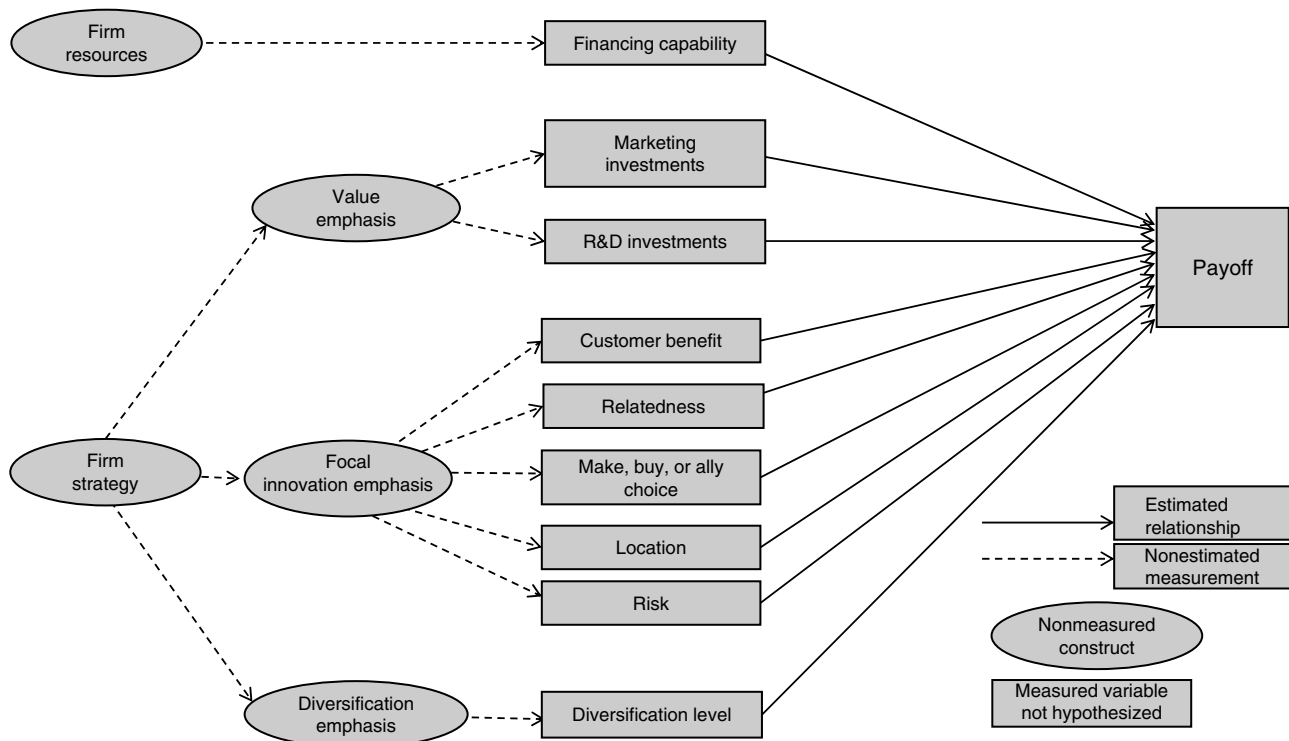 Firm
resources
Financing capability
Marketing
investments
Value
emphasis
R&D investments
Payoff
Customer benefit
Relatedness
Firm
strategy
Focal
innovation emphasis
Make, buy, or ally
choice
Location
Risk
Diversification
emphasis
Diversification level
Estimated
relationship
Nonestimated
measurement
Nonmeasured
construct
Measured variable
not hypothesized